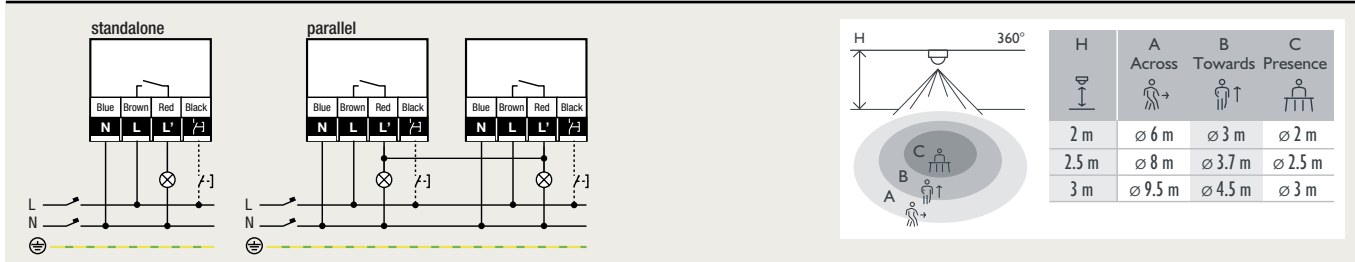 standalone
Blue Brown Red Black
N L L'
L
N
parallel
Blue Brown Red Black
N L L'
Blue Brown Red Black
N L L'
L
N
H 360°
C
B
A
H A B C
Across Towards Presence
2 m ⌀ 6 m ⌀ 3 m ⌀ 2 m
2.5 m ⌀ 8 m ⌀ 3.7 m ⌀ 2.5 m
3 m ⌀ 9.5 m ⌀ 4.5 m ⌀ 3 m